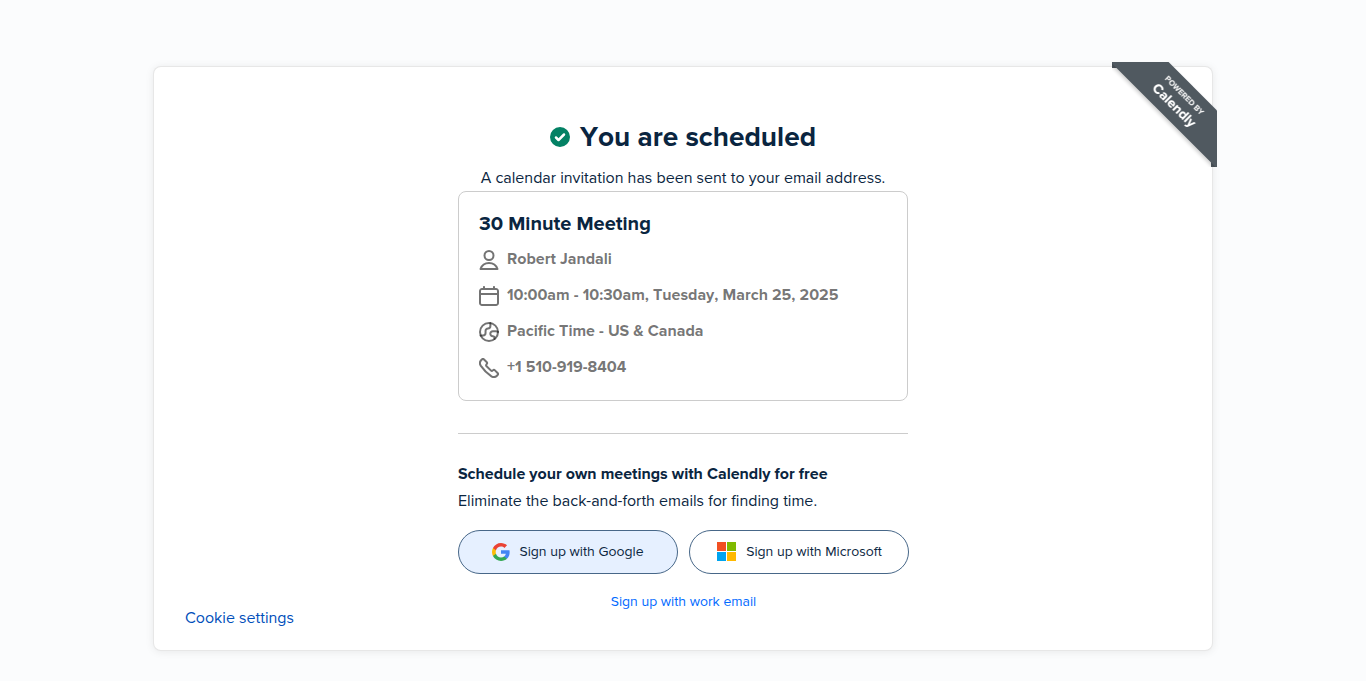 POWERED BY
Calendly
You are scheduled
A calendar invitation has been sent to your email address.
30 Minute Meeting
Robert Jandali
10:00am - 10:30am, Tuesday, March 25, 2025
Pacific Time - US & Canada
+1 510-919-8404
Schedule your own meetings with Calendly for free
Eliminate the back-and-forth emails for finding time.
Sign up with Google
Sign up with Microsoft
Sign up with work email
Cookie settings